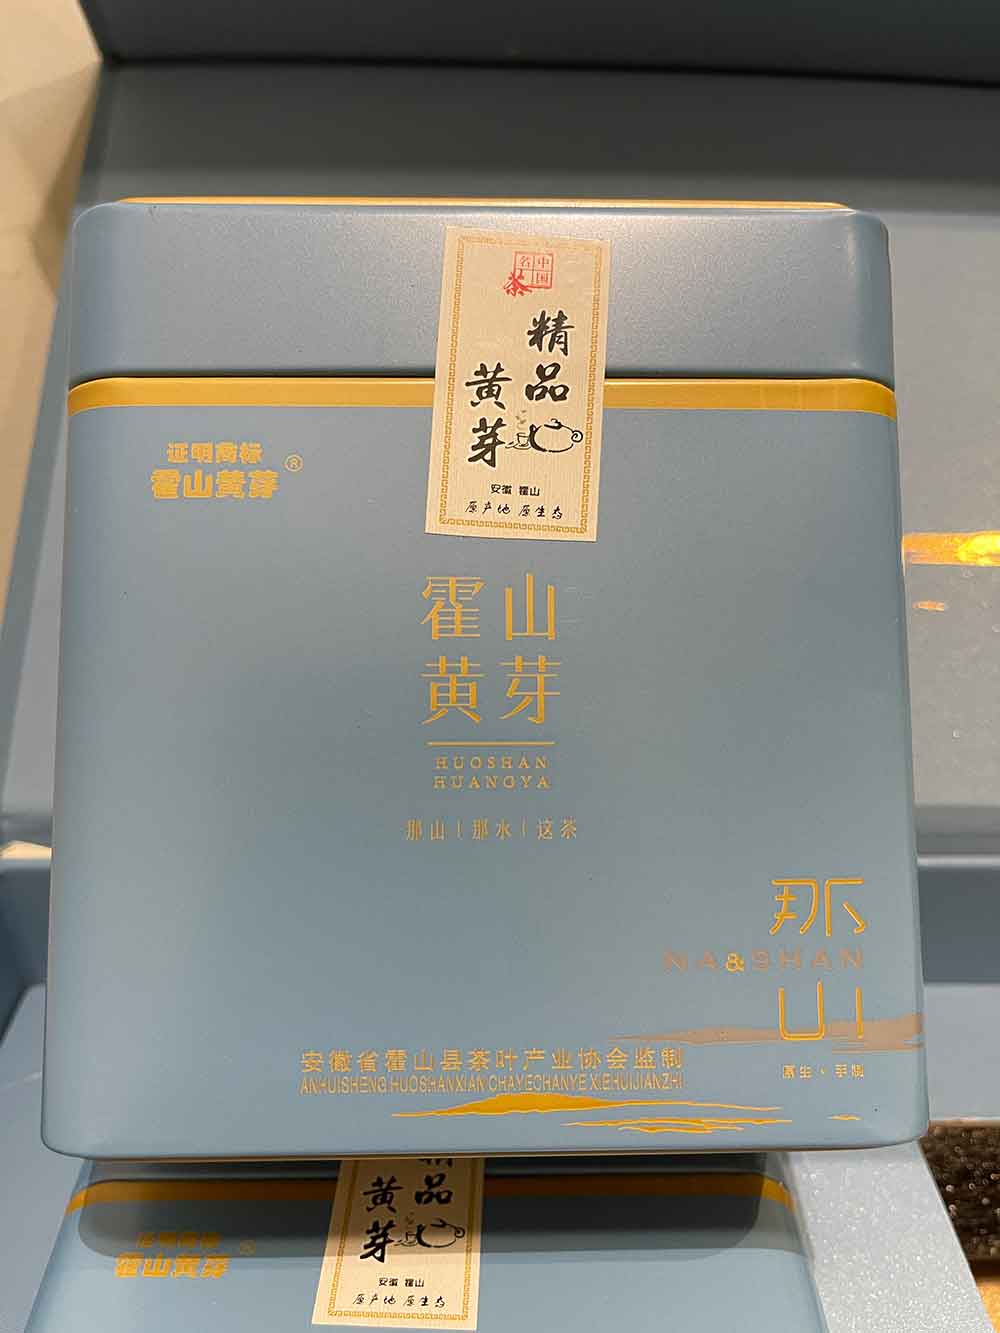 中国
名茶
精品
黄芽
安徽 霍山
原产地 原生态
证明商标
霍山黄芽®
霍山
黄芽
HUOSHAN
HUANGYA
那山|那水|这茶
那
NA&SHAN
山
原生·手制
安徽省霍山县茶叶产业协会监制
ANHUISHENG HUOSHANXIAN CHAYECHANYE XIEHUIJIANZHI
精品
黄芽
安徽 霍山
原产地 原生态
证明商标
霍山黄芽®